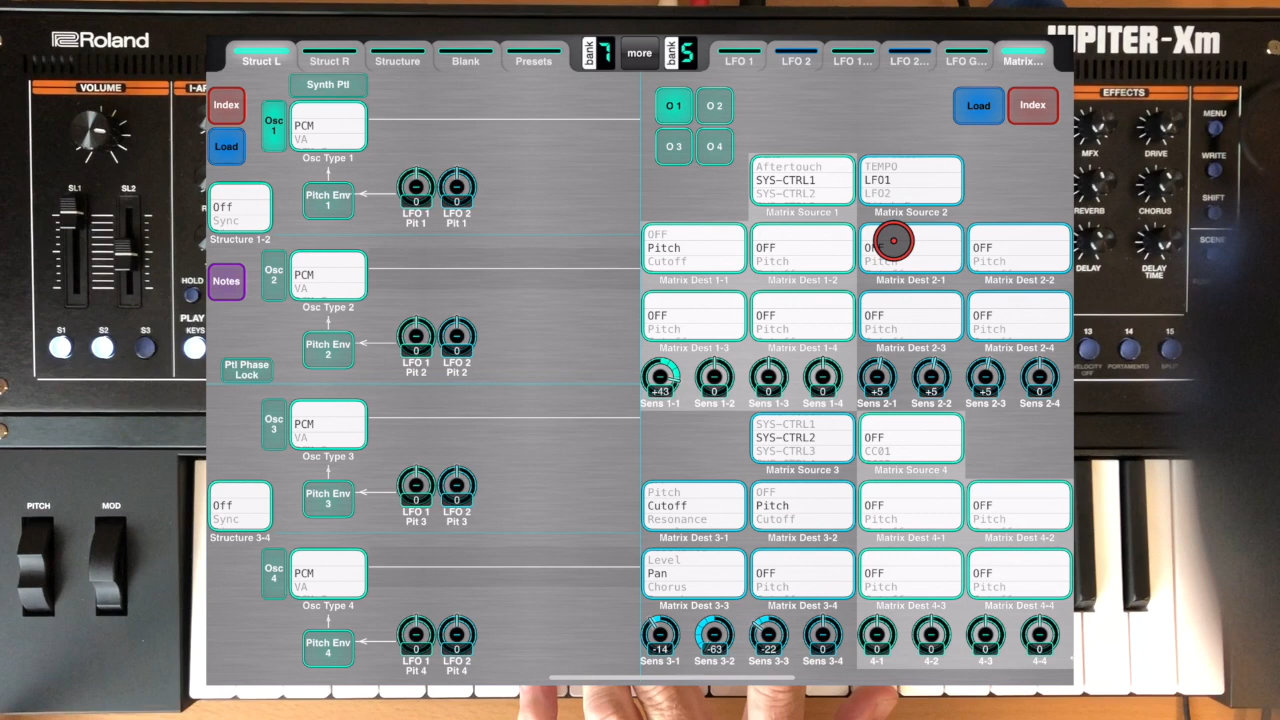 Roland
JUPITER-Xm
VOLUME
SL1
SL2
S1
S2
S3
HOLD
PLAY
KEYS
PITCH
MOD
Struct L
Struct R
Structure
Blank
Presets
bank
7
more
bank
5
LFO 1
LFO 2
LFO 1...
LFO 2...
LFO G...
Matrix...
Index
Load
Synth Ptl
Osc
1
PCM
VA
Osc Type 1
Pitch Env
1
0
0
LFO 1
Pit 1
LFO 2
Pit 1
Off
Sync
Structure 1-2
Notes
Osc
2
PCM
VA
Osc Type 2
Pitch Env
2
0
0
LFO 1
Pit 2
LFO 2
Pit 2
Ptl Phase
Lock
Osc
3
PCM
VA
Osc Type 3
Pitch Env
3
0
0
LFO 1
Pit 3
LFO 2
Pit 3
Off
Sync
Structure 3-4
Osc
4
PCM
VA
Osc Type 4
Pitch Env
4
0
0
LFO 1
Pit 4
LFO 2
Pit 4
O 1
O 2
O 3
O 4
Load
Index
Aftertouch
SYS-CTRL1
SYS-CTRL2
Matrix Source 1
TEMPO
LFO1
LFO2
Matrix Source 2
OFF
Pitch
Cutoff
Matrix Dest 1-1
OFF
Pitch
Matrix Dest 1-2
Pitch
Matrix Dest 2-1
OFF
Pitch
Matrix Dest 2-2
OFF
Pitch
Matrix Dest 1-3
OFF
Pitch
Matrix Dest 1-4
OFF
Pitch
Matrix Dest 2-3
OFF
Pitch
Matrix Dest 2-4
+43
0
0
0
+5
+5
+5
0
Sens 1-1
Sens 1-2
Sens 1-3
Sens 1-4
Sens 2-1
Sens 2-2
Sens 2-3
Sens 2-4
SYS-CTRL1
SYS-CTRL2
SYS-CTRL3
Matrix Source 3
OFF
CC01
Matrix Source 4
Pitch
Cutoff
Resonance
Matrix Dest 3-1
OFF
Pitch
Cutoff
Matrix Dest 3-2
OFF
Pitch
Matrix Dest 4-1
OFF
Pitch
Matrix Dest 4-2
Level
Pan
Chorus
Matrix Dest 3-3
OFF
Pitch
Matrix Dest 3-4
OFF
Pitch
Matrix Dest 4-3
OFF
Pitch
Matrix Dest 4-4
-14
-63
-22
0
0
0
0
0
Sens 3-1
Sens 3-2
Sens 3-3
Sens 3-4
4-1
4-2
4-3
4-4
EFFECTS
MFX
DRIVE
REVERB
CHORUS
DELAY
DELAY
TIME
MENU
WRITE
SHIFT
SCENE
13
14
15
PORTAMENTO